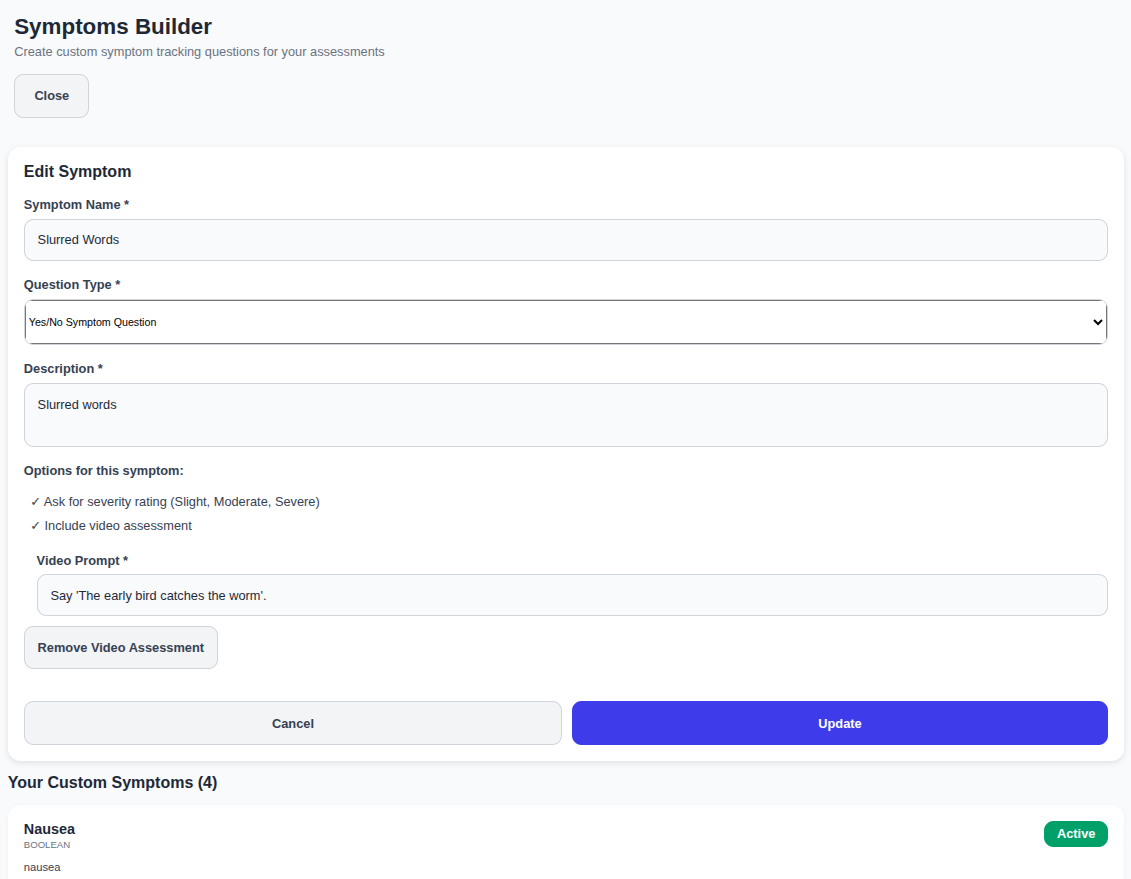 Symptoms Builder
Create custom symptom tracking questions for your assessments
Close
Edit Symptom
Symptom Name *
Slurred Words
Question Type *
Yes/No Symptom Question
Description *
Slurred words
Options for this symptom:
✓ Ask for severity rating (Slight, Moderate, Severe)
✓ Include video assessment
Video Prompt *
Say 'The early bird catches the worm'.
Remove Video Assessment
Cancel
Update
Your Custom Symptoms (4)
Nausea
Active
BOOLEAN
nausea